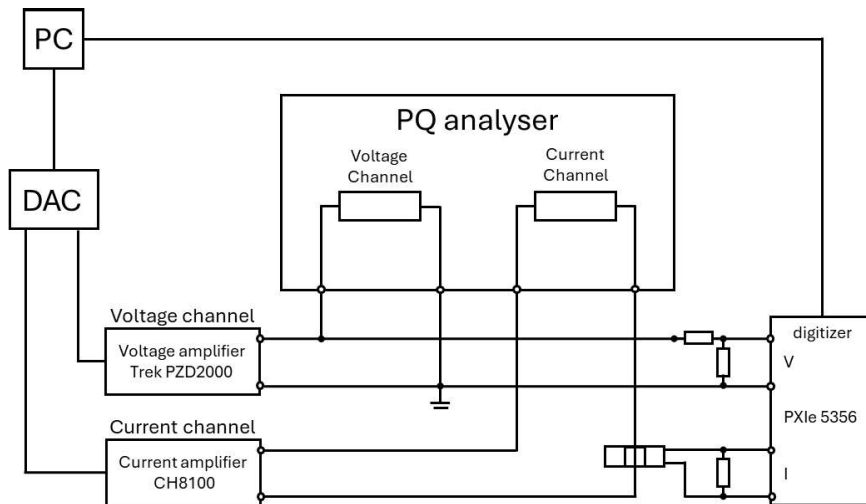 PC
DAC
PQ analyser
Voltage
Channel
Current
Channel
Voltage channel
Voltage amplifier
Trek PZD2000
Current channel
Current amplifier
CH8100
digitizer
V
PXIe 5356
I